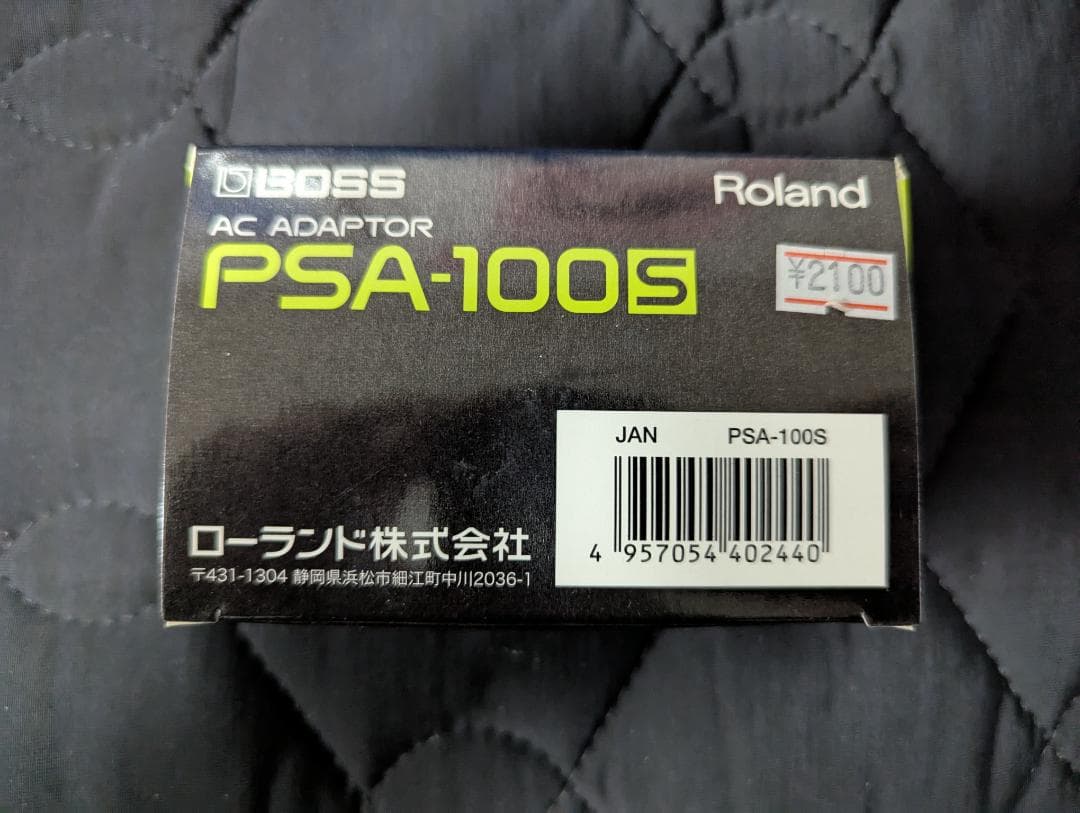 BOSS
Roland
AC ADAPTOR
PSA-100S
¥2100
JAN PSA-100S
4 957054 402440
ローランド株式会社
〒431-1304 静岡県浜松市細江町中川2036-1